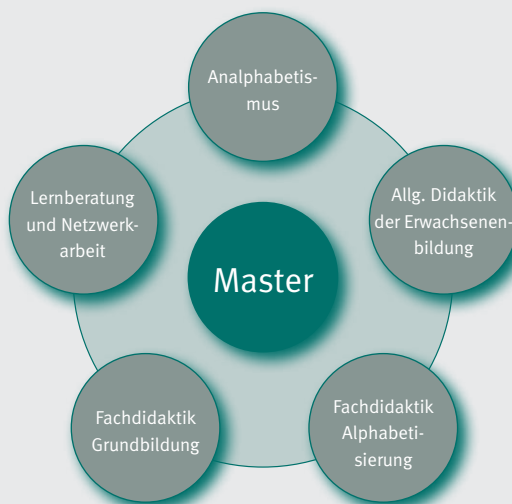 Analphabetis-
mus
Lernberatung
und Netzwerk-
arbeit
Allg. Didaktik
der Erwachsenen-
bildung
Master
Fachdidaktik
Grundbildung
Fachdidaktik
Alphabeti-
sierung